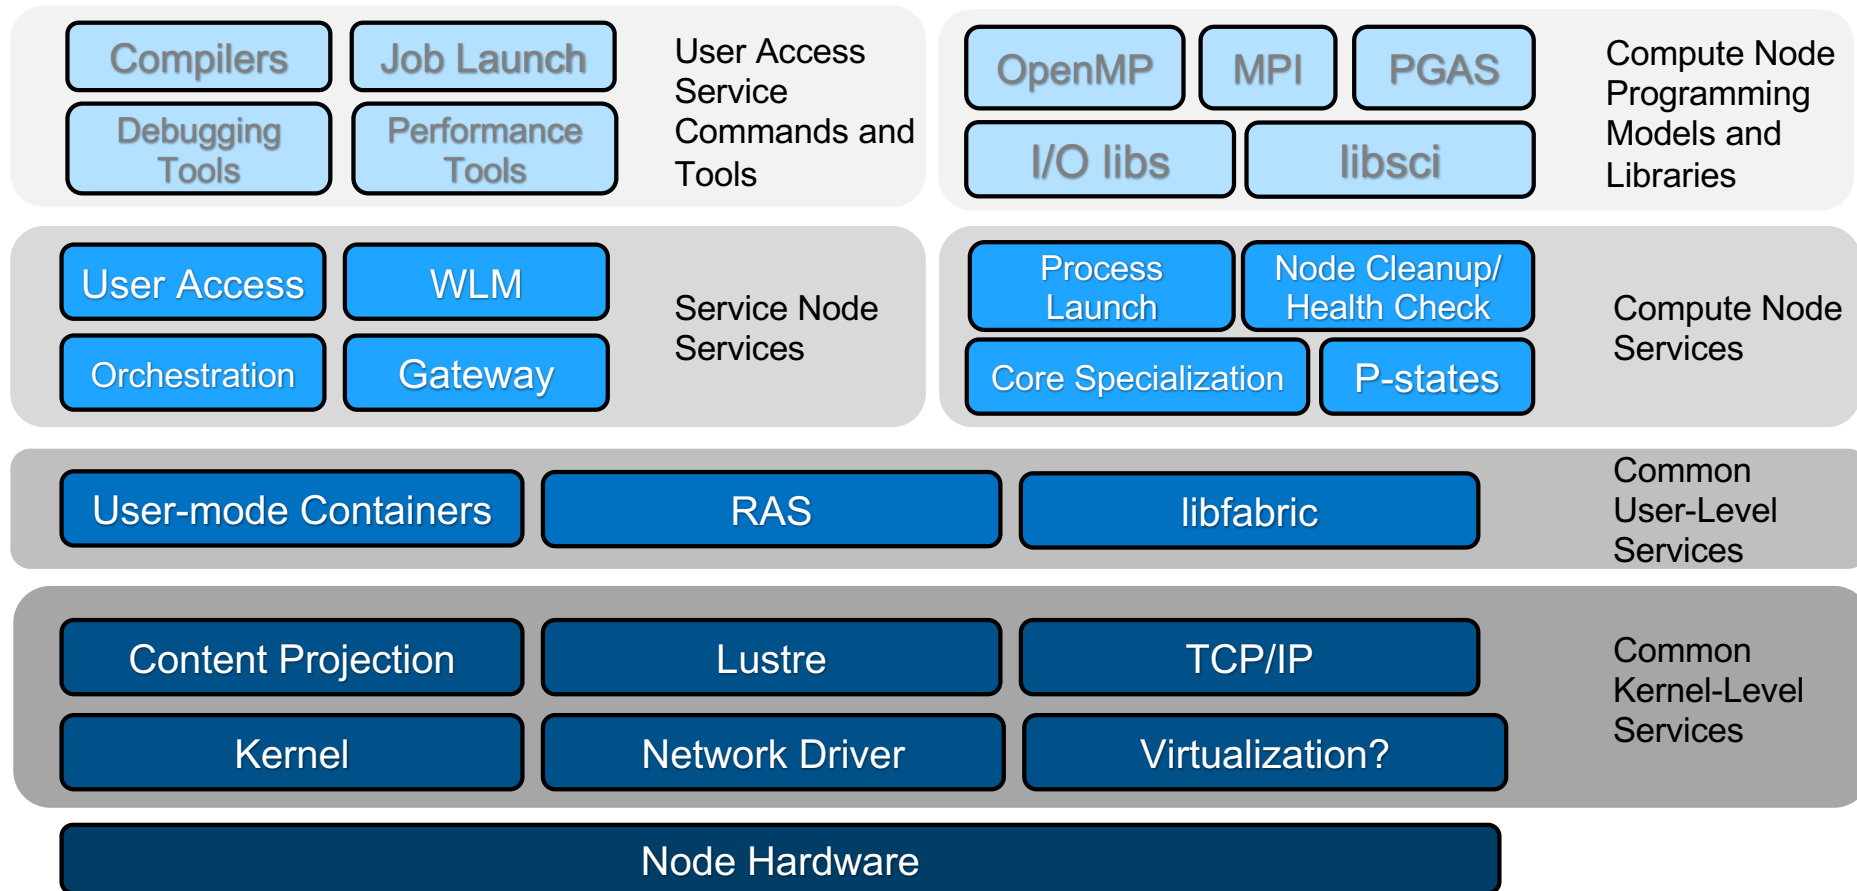 Compilers
Job Launch
Debugging
Tools
Performance
Tools
User Access
Service
Commands and
Tools
OpenMP
MPI
PGAS
I/O libs
libsci
Compute Node
Programming
Models and
Libraries
User Access
WLM
Orchestration
Gateway
Service Node
Services
Process
Launch
Node Cleanup/
Health Check
Core Specialization
P-states
Compute Node
Services
User-mode Containers
RAS
libfabric
Common
User-Level
Services
Content Projection
Lustre
TCP/IP
Kernel
Network Driver
Virtualization?
Common
Kernel-Level
Services
Node Hardware